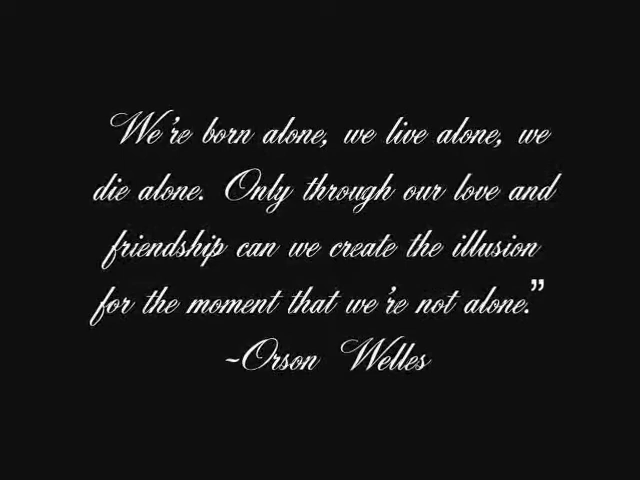 We're born alone, we live alone, we
die alone. Only through our love and
friendship can we create the illusion
for the moment that we're not alone.”
~Orson Welles